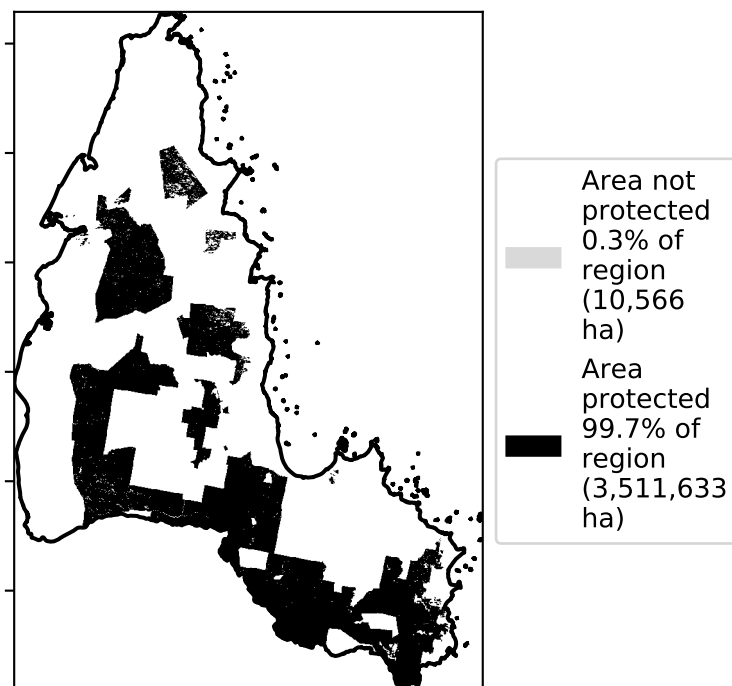 Area not
protected
0.3% of
region
(10,566
ha)
Area
protected
99.7% of
region
(3,511,633
ha)